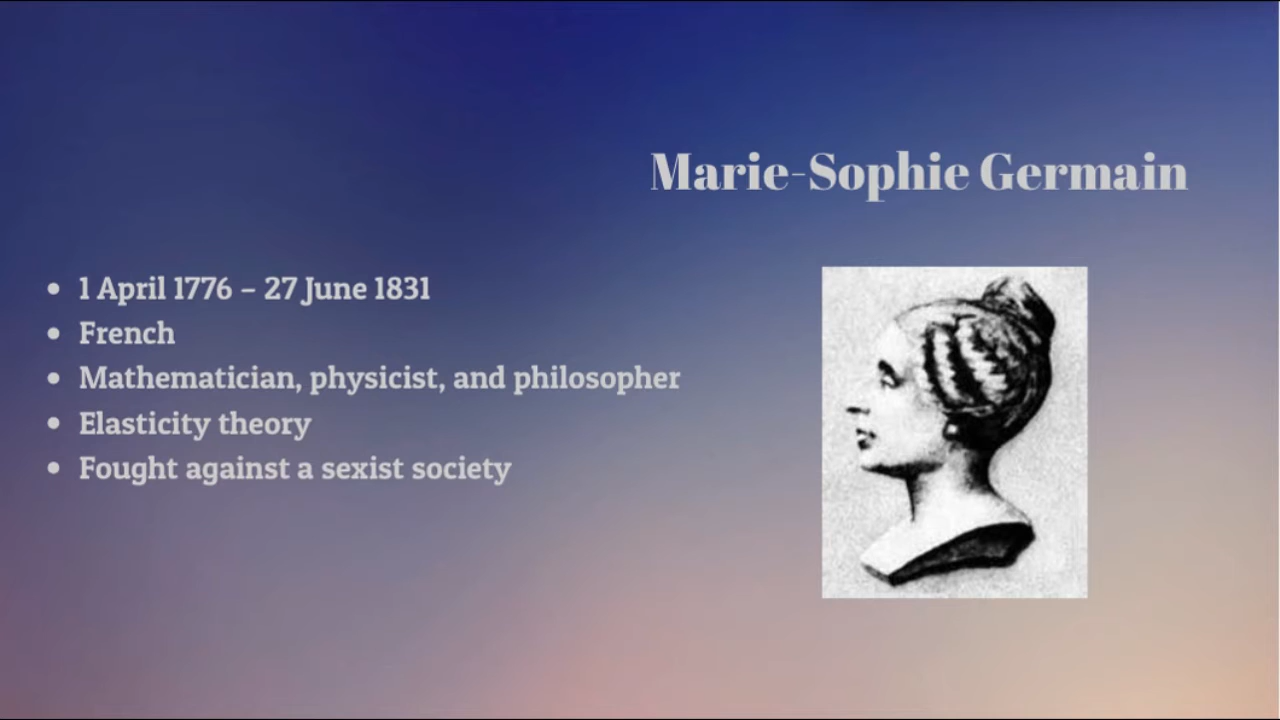 Marie-Sophie Germain
• 1 April 1776 – 27 June 1831
• French
• Mathematician, physicist, and philosopher
• Elasticity theory
• Fought against a sexist society